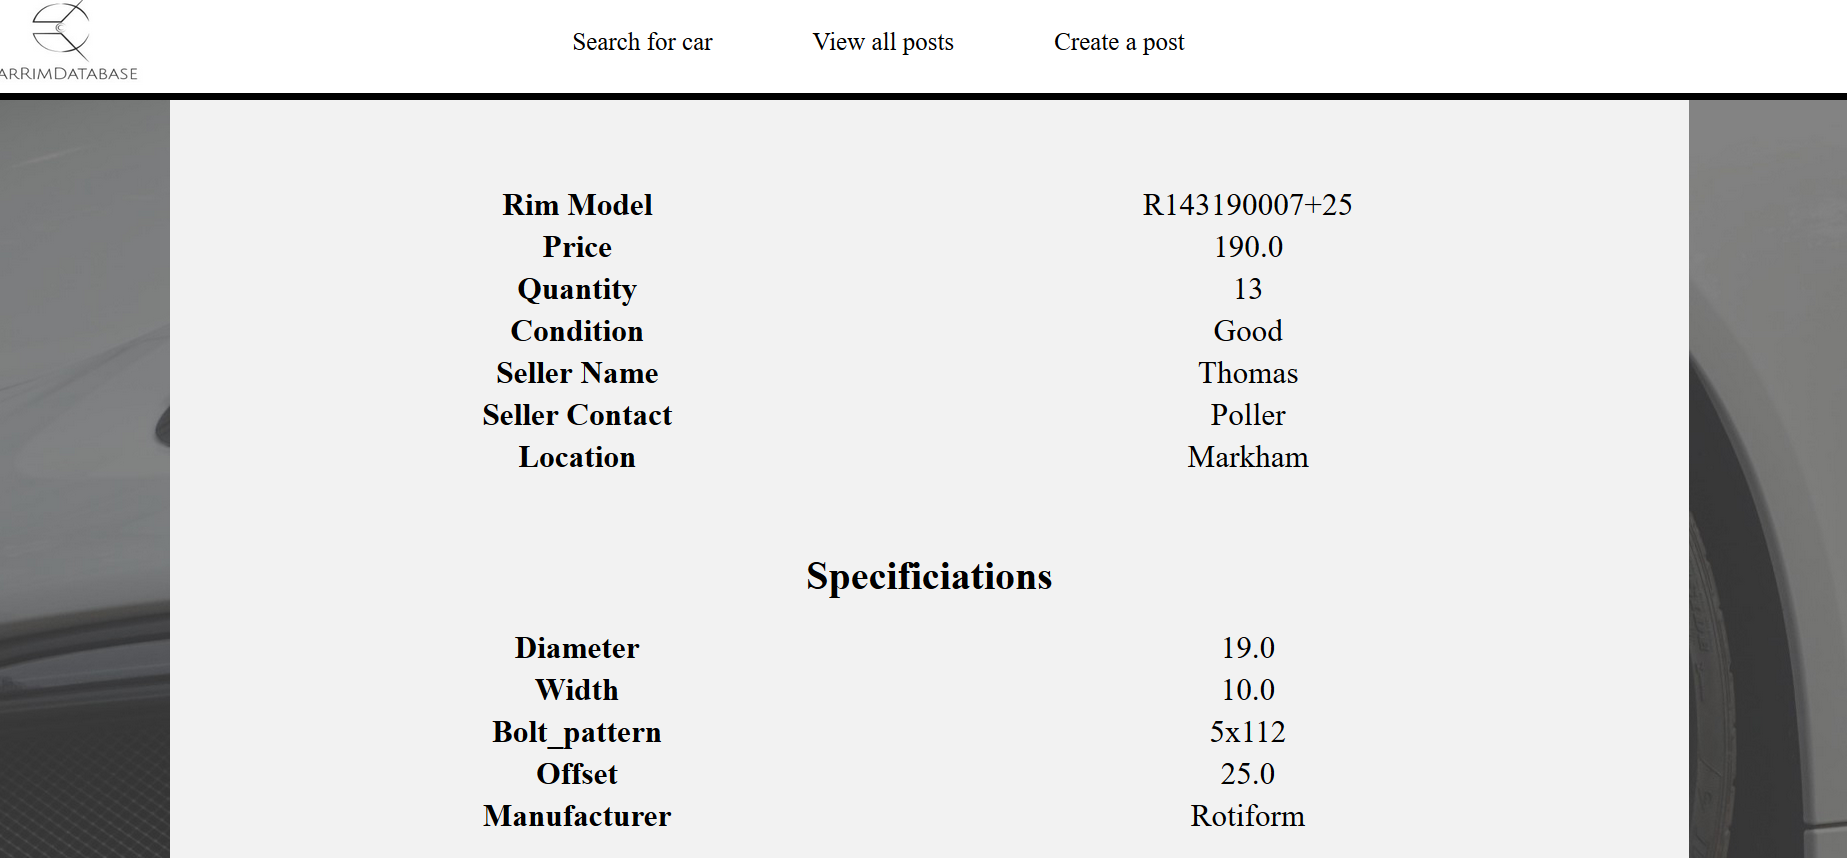 ARRIMDATABASE
Search for car View all posts Create a post
Rim Model R143190007+25
Price 190.0
Quantity 13
Condition Good
Seller Name Thomas
Seller Contact Poller
Location Markham
Specificiations
Diameter 19.0
Width 10.0
Bolt_pattern 5x112
Offset 25.0
Manufacturer Rotiform